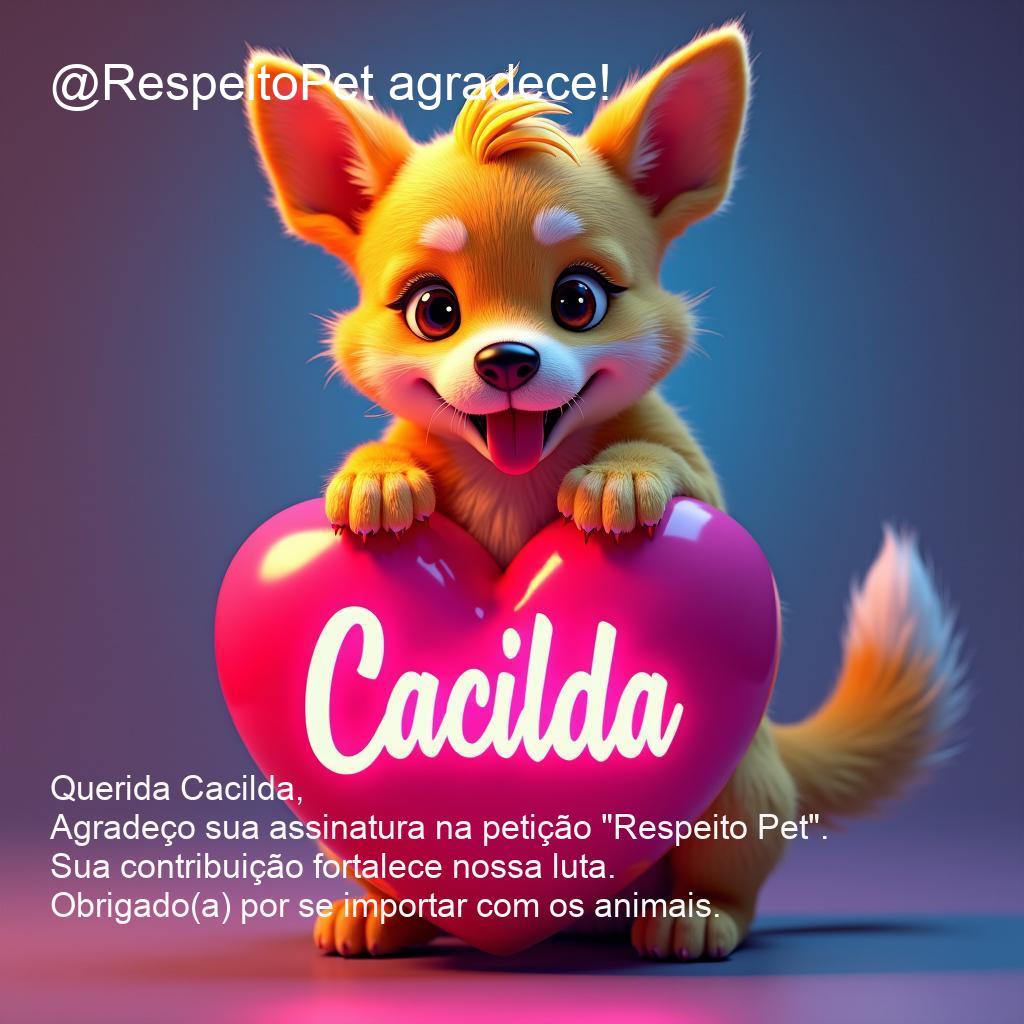 @RespeitoPet agradece!
Cacilda
Querida Cacilda,
Agradeço sua assinatura na petição "Respeito Pet".
Sua contribuição fortalece nossa luta.
Obrigado(a) por se importar com os animais.